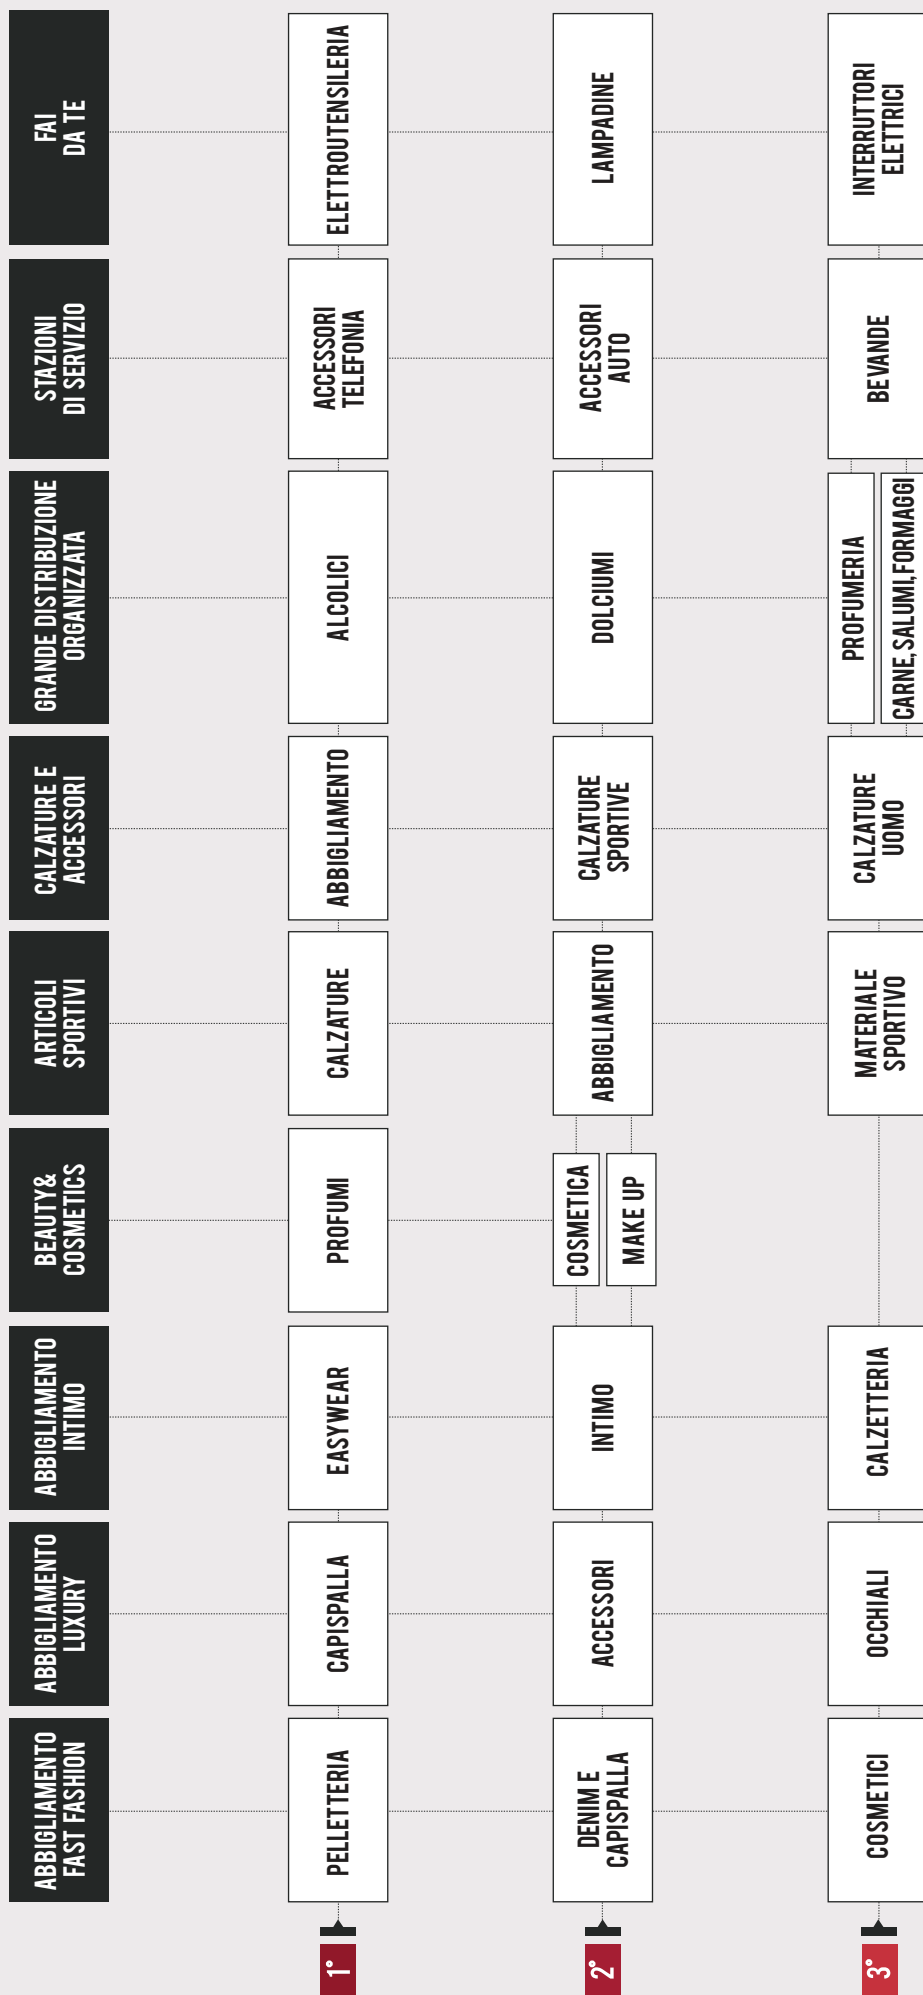 ABBIGLIAMENTO
FAST FASHION
ABBIGLIAMENTO
LUXURY
ABBIGLIAMENTO
INTIMO
BEAUTY&
COSMETICS
ARTICOLI
SPORTIVI
CALZATURE E
ACCESSORI
GRANDE DISTRIBUZIONE
ORGANIZZATA
STAZIONI
DI SERVIZIO
FAI
DA TE
1°
PELLETTERIA
CAPISPALLA
EASYWEAR
PROFUMI
CALZATURE
ABBIGLIAMENTO
ALCOLICI
ACCESSORI
TELEFONIA
ELETTROUTENSILERIA
2°
DENIM E
CAPISPALLA
ACCESSORI
INTIMO
COSMETICA
MAKE UP
ABBIGLIAMENTO
CALZATURE
SPORTIVE
DOLCIUMI
ACCESSORI
AUTO
LAMPADINE
3°
COSMETICI
OCCHIALI
CALZETTERIA
MATERIALE
SPORTIVO
CALZATURE
UOMO
PROFUMERIA
CARNE,SALUMI,FORMAGGI
BEVANDE
INTERRUTTORI
ELETTRICI